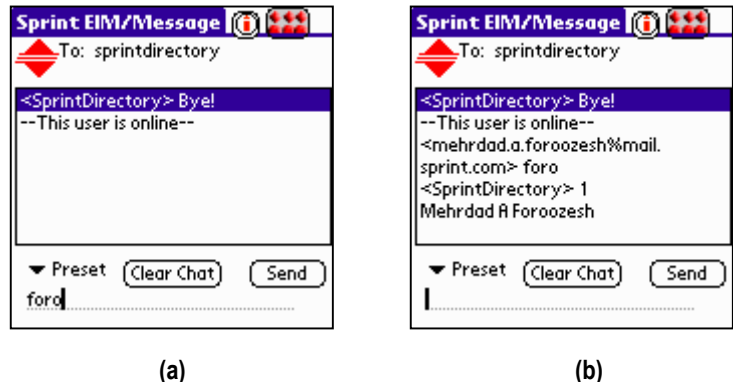 Sprint EIM/Message
To: sprintdirectory
<SprintDirectory> Bye!
--This user is online--
Preset
Clear Chat
Send
foro
(a)
Sprint EIM/Message
To: sprintdirectory
<SprintDirectory> Bye!
--This user is online--
<mehrdad.a.foroozesh%mail.
sprint.com> foro
<SprintDirectory> 1
Mehrdad A Foroozesh
Preset
Clear Chat
Send
(b)